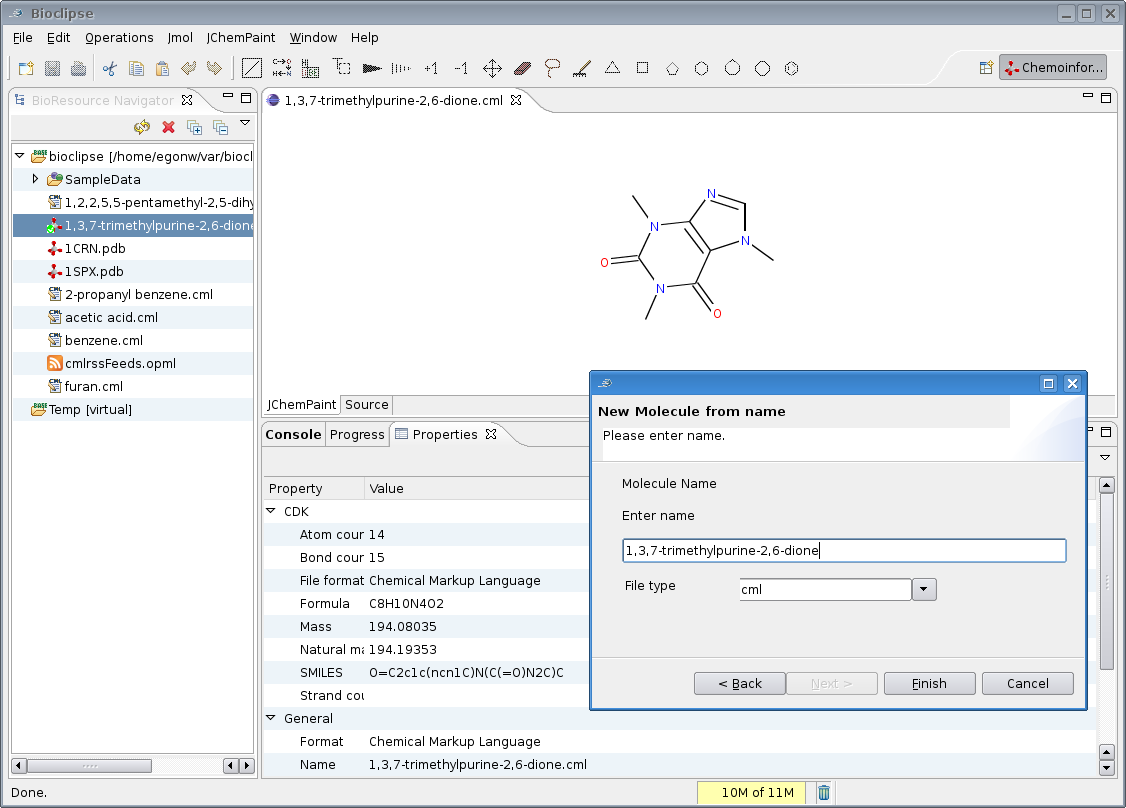 Bioclipse
File Edit Operations Jmol JChemPaint Window Help
+1 -1 Chemoinfor...
BioResource Navigator
1,3,7-trimethylpurine-2,6-dione.cml
bioclipse [/home/egonw/var/biocl
SampleData
1,2,2,5,5-pentamethyl-2,5-dihy
1,3,7-trimethylpurine-2,6-dione
1CRN.pdb
1SPX.pdb
2-propanyl benzene.cml
acetic acid.cml
benzene.cml
cmlrssFeeds.opml
furan.cml
Temp [virtual]
N
N
N
O
N
O
JChemPaint Source
Console Progress Properties
Property Value
CDK
Atom cour 14
Bond cour 15
File format Chemical Markup Language
Formula C8H10N4O2
Mass 194.08035
Natural ma 194.19353
SMILES O=C2c1c(ncn1C)N(C(=O)N2C)C
Strand cou
General
Format Chemical Markup Language
Name 1,3,7-trimethylpurine-2,6-dione.cml
New Molecule from name
Please enter name.
Molecule Name
Enter name
1,3,7-trimethylpurine-2,6-dione
File type cml
< Back Next > Finish Cancel
Done. 10M of 11M